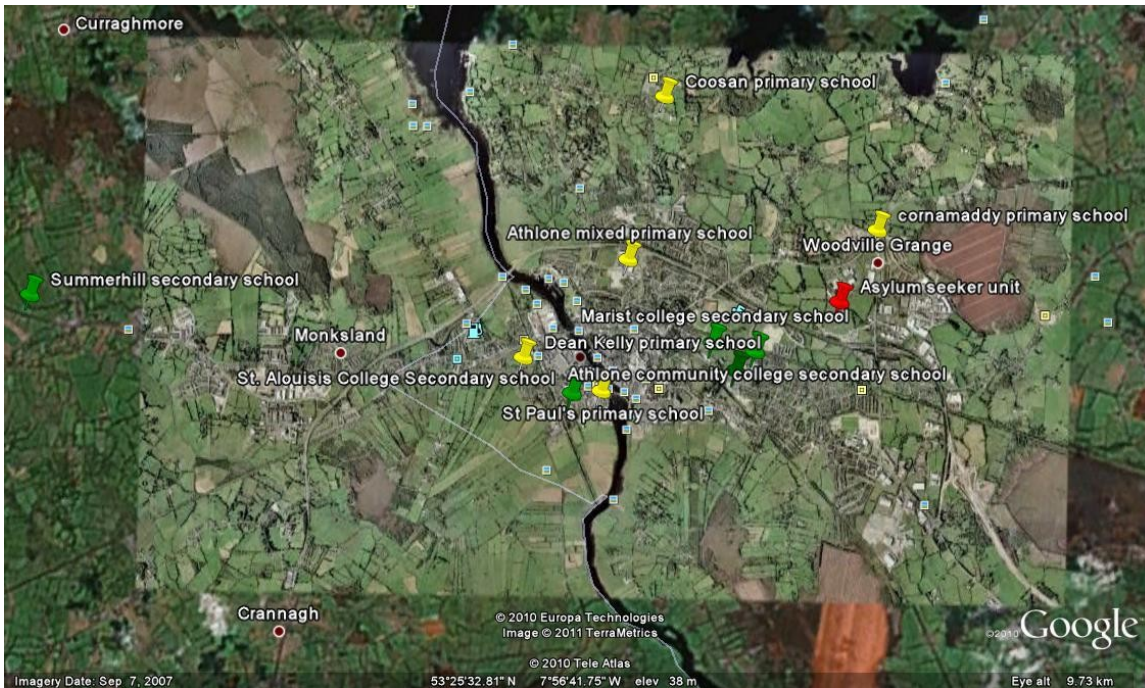 Curraghmore
Coosan primary school
cornamaddy primary school
Athlone mixed primary school
Woodville Grange
Summerhill secondary school
Asylum seeker unit
Marist college secondary school
Monksland
Dean Kelly primary school
St. Alouisis College Secondary school
Athlone community college secondary school
St Paul's primary school
Crannagh
© 2010 Europa Technologies
Image © 2011 TerraMetrics
© 2010 Tele Atlas
©2010 Google
Imagery Date: Sep 7, 2007
53°25'32.81" N 7°56'41.75" W elev 38 m
Eye alt 9.73 km